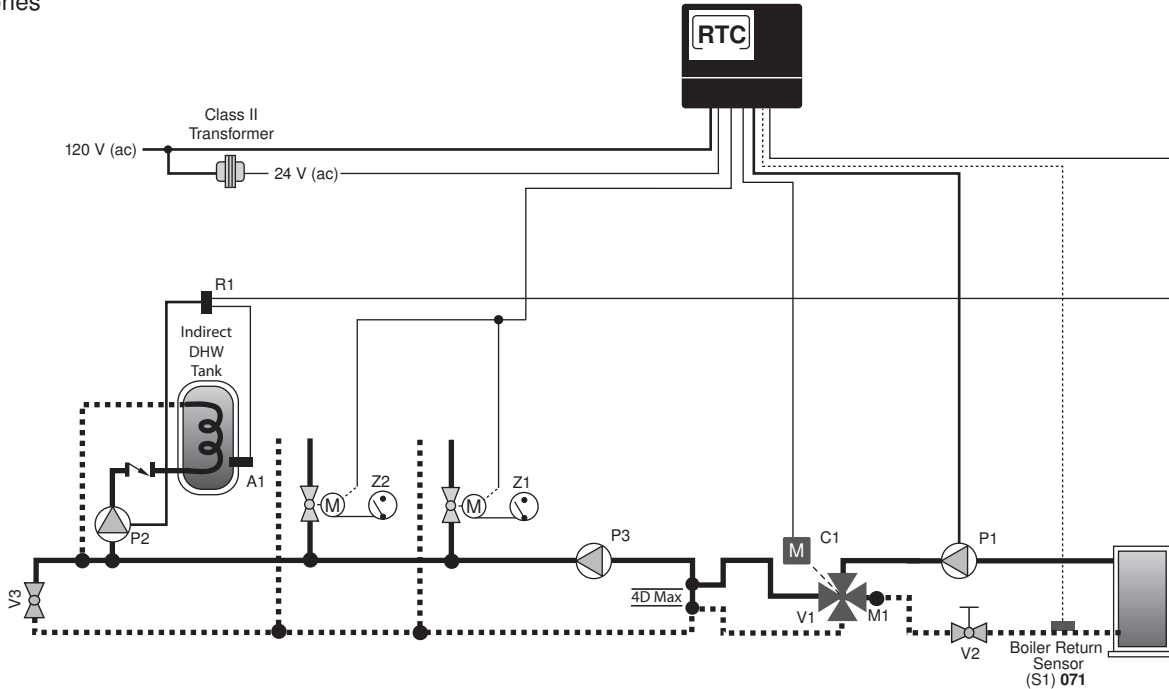 RTC
Class II
Transformer
120 V (ac)
24 V (ac)
R1
Indirect
DHW
Tank
A1
M
Z2
M
Z1
P2
P3
M
C1
P1
V3
4D Max
V1
M1
V2
Boiler Return
Sensor
(S1) 071